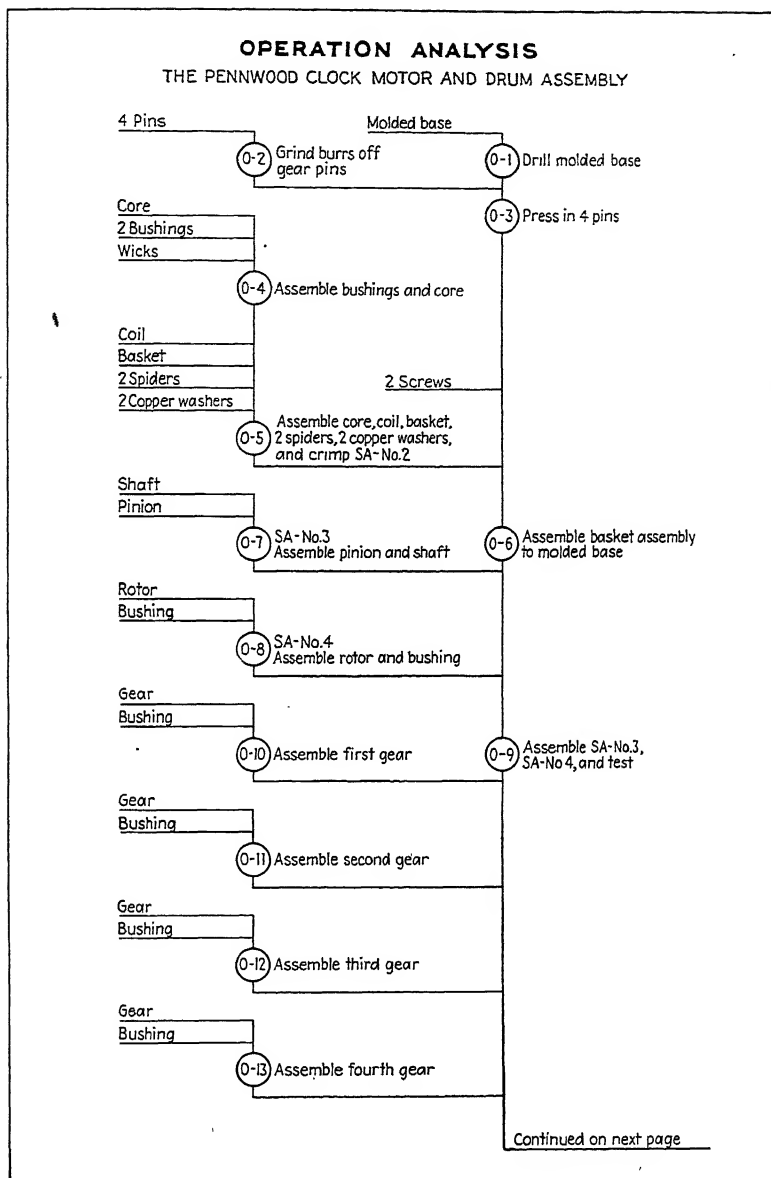 OPERATION ANALYSIS
THE PENNWOOD CLOCK MOTOR AND DRUM ASSEMBLY
4 Pins
Molded base
0-2
Grind burrs off
gear pins
0-1
Drill molded base
0-3
Press in 4 pins
Core
2 Bushings
Wicks
0-4
Assemble bushings and core
Coil
Basket
2 Spiders
2 Copper washers
2 Screws
0-5
Assemble core, coil, basket,
2 spiders, 2 copper washers,
and crimp SA-No.2
Shaft
Pinion
0-7
SA-No.3
Assemble pinion and shaft
0-6
Assemble basket assembly
to molded base
Rotor
Bushing
0-8
SA-No.4
Assemble rotor and bushing
Gear
Bushing
0-10
Assemble first gear
0-9
Assemble SA-No.3,
SA-No 4, and test
Gear
Bushing
0-11
Assemble second gear
Gear
Bushing
0-12
Assemble third gear
Gear
Bushing
0-13
Assemble fourth gear
Continued on next page